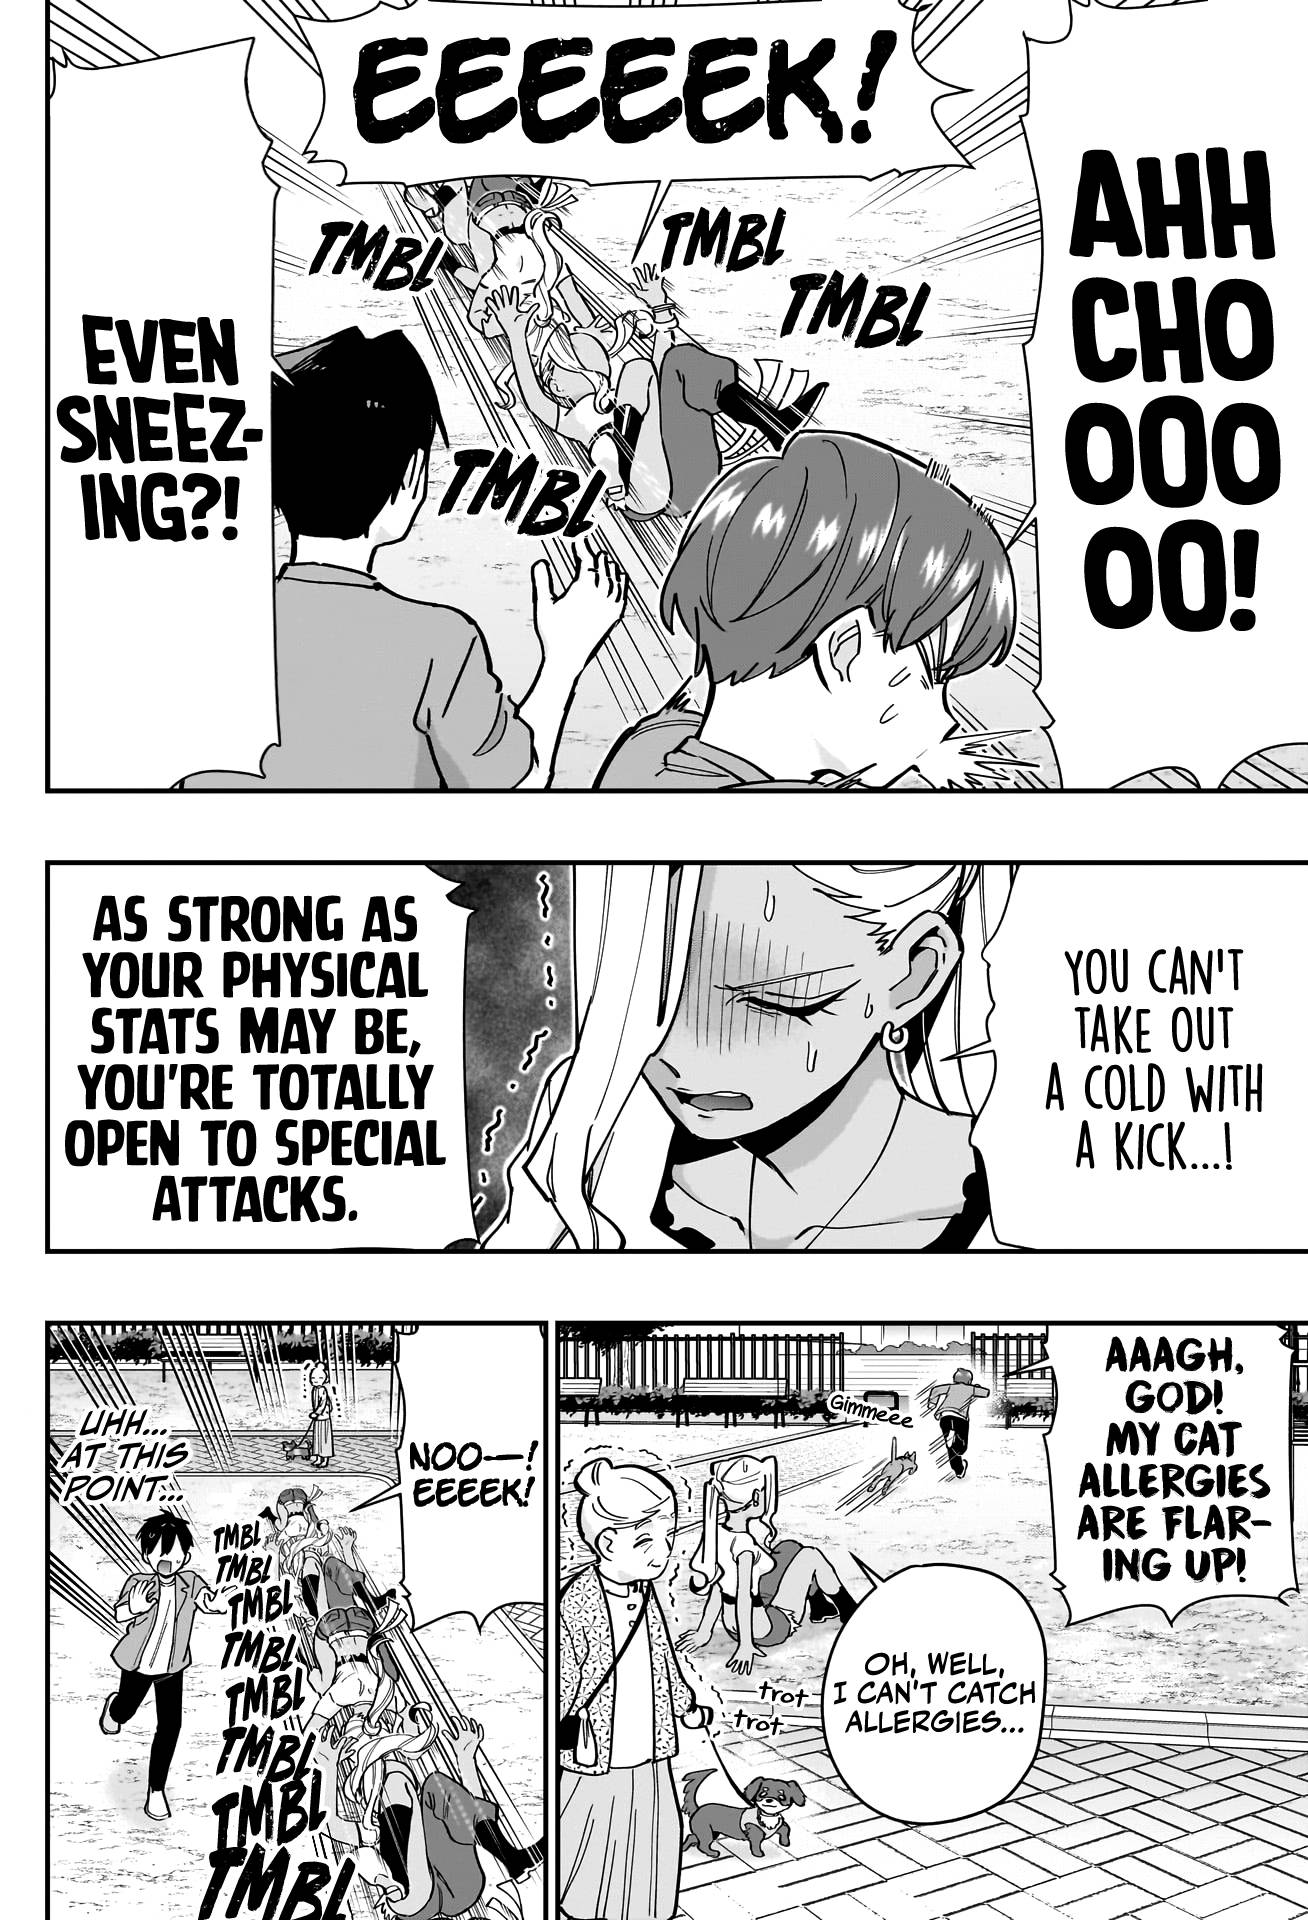 AHH
CHO
OOO
OO!
EEEEEK!
TMBL
TMBL
TMBL
TMBL
EVEN
SNEEZ-
ING?!
YOU CAN'T
TAKE OUT
A COLD WITH
A KICK...!
AS STRONG AS
YOUR PHYSICAL
STATS MAY BE,
YOU'RE TOTALLY
OPEN TO SPECIAL
ATTACKS.
AAAGH,
GOD!
MY CAT
ALLERGIES
ARE FLAR-
ING UP!
Gimmeee
OH, WELL,
I CAN'T CATCH
ALLERGIES...
trot
trot
NOO—!
EEEEK!
UHH...
AT THIS
POINT...
TMBL
TMBL
TMBL
TMBL
TMBL
TMBL
TMBL
TMBL